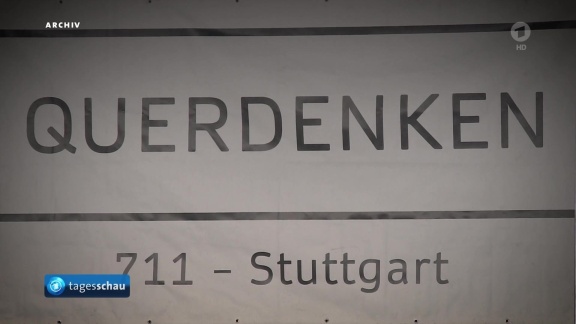 ARCHIV
HD
QUERDENKEN
711 – Stuttgart
tagesschau